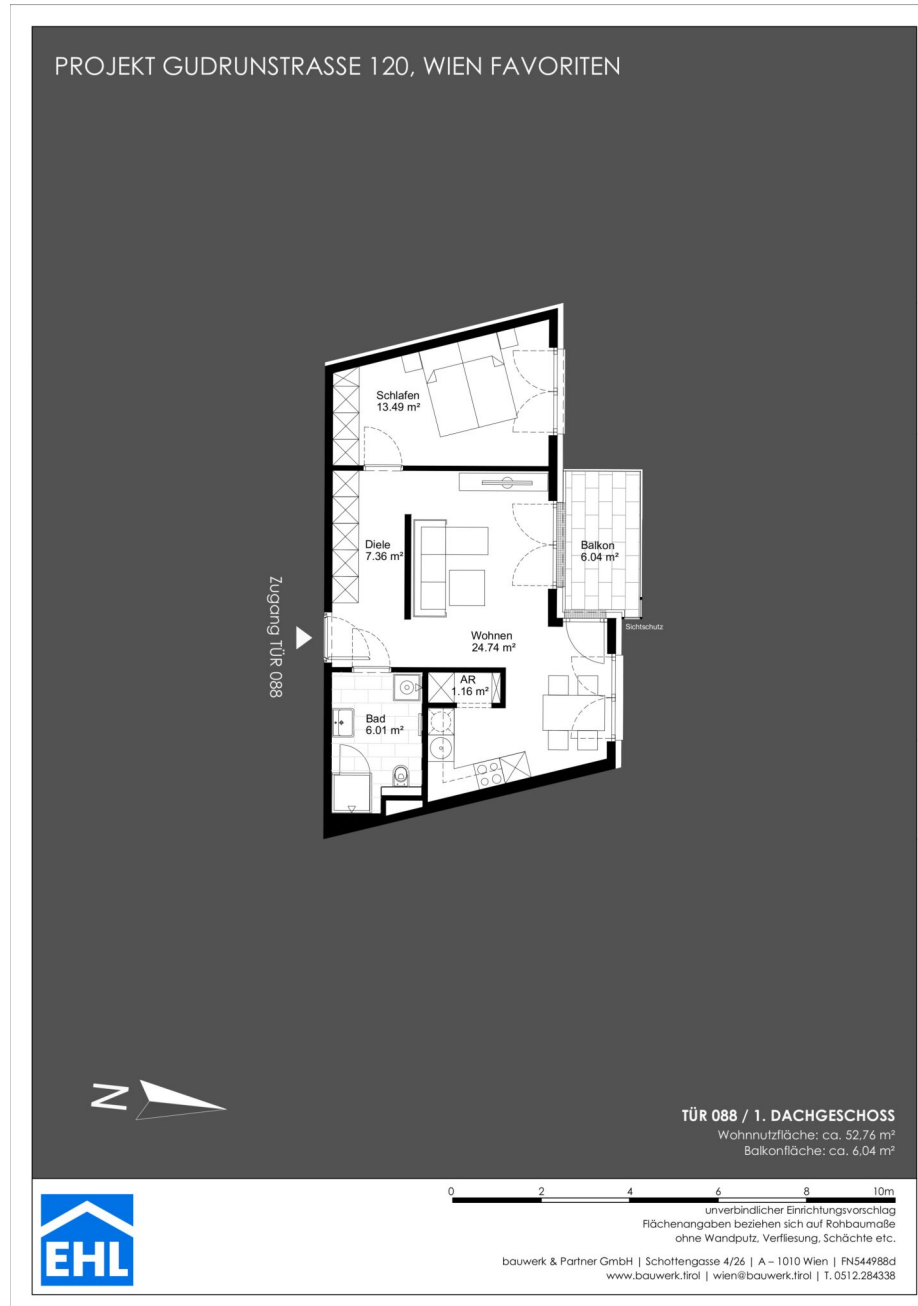 PROJEKT GUDRUNSTRASSE 120, WIEN FAVORITEN
Schlafen
13.49 m²
Diele
7.36 m²
Balkon
6.04 m²
Sichtschutz
Zugang TÜR 088
Wohnen
24.74 m²
AR
1.16 m²
Bad
6.01 m²
N
TÜR 088 / 1. DACHGESCHOSS
Wohnnutzfläche: ca. 52,76 m²
Balkonfläche: ca. 6,04 m²
0 2 4 6 8 10m
unverbindlicher Einrichtungsvorschlag
Flächenangaben beziehen sich auf Rohbaumaße
ohne Wandputz, Verfliesung, Schächte etc.
EHL
bauwerk & Partner GmbH | Schottengasse 4/26 | A – 1010 Wien | FN544988d
www.bauwerk.tirol | wien@bauwerk.tirol | T. 0512.284338